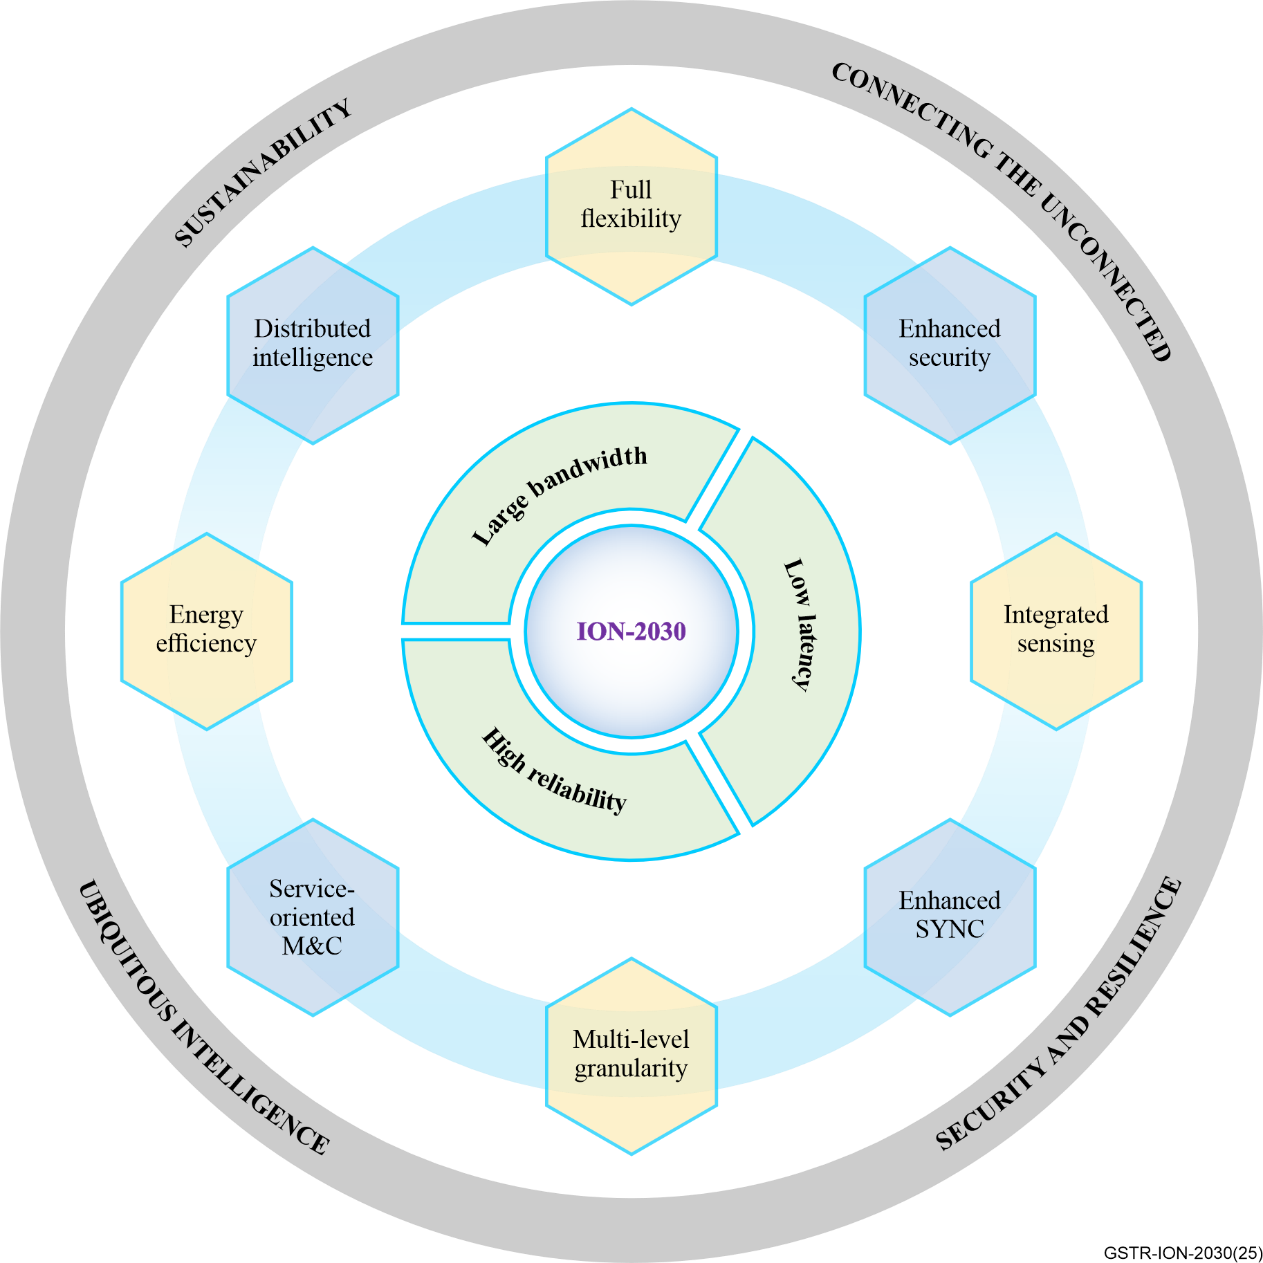 SUSTAINABILITY
CONNECTING THE UNCONNECTED
Full
flexibility
Distributed
intelligence
Enhanced
security
Large bandwidth
Low latency
Energy
efficiency
ION-2030
Integrated
sensing
High reliability
Service-
oriented
M&C
Enhanced
SYNC
Multi-level
granularity
UBIQUITOUS INTELLIGENCE
SECURITY AND RESILIENCE
GSTR-ION-2030(25)